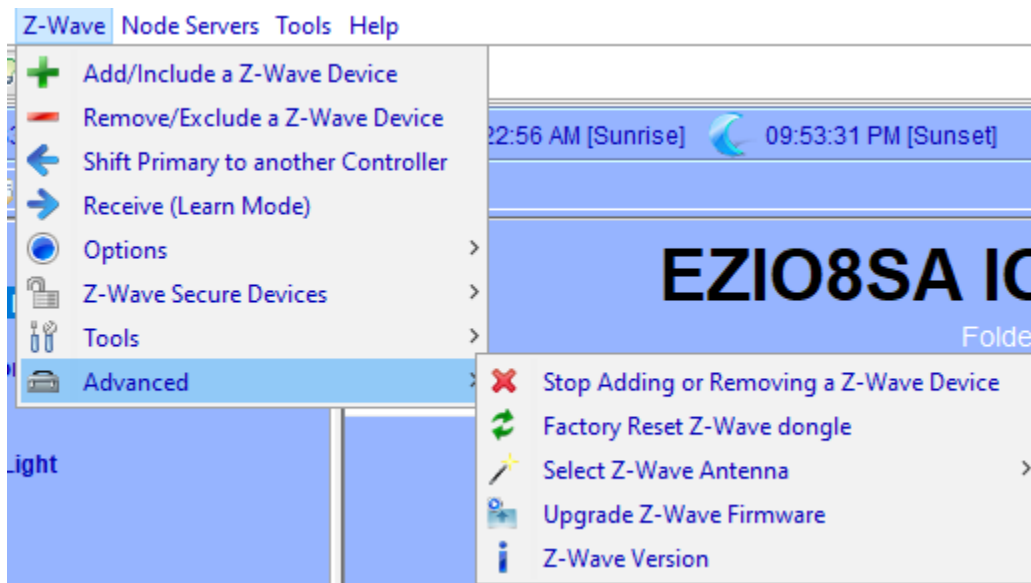 Z-Wave Node Servers Tools Help
Add/Include a Z-Wave Device
Remove/Exclude a Z-Wave Device
22:56 AM [Sunrise] 09:53:31 PM [Sunset]
Shift Primary to another Controller
Receive (Learn Mode)
Options
EZIO8SA
Z-Wave Secure Devices
Tools
Advanced
Stop Adding or Removing a Z-Wave Device
Factory Reset Z-Wave dongle
Light
Select Z-Wave Antenna
Upgrade Z-Wave Firmware
Z-Wave Version